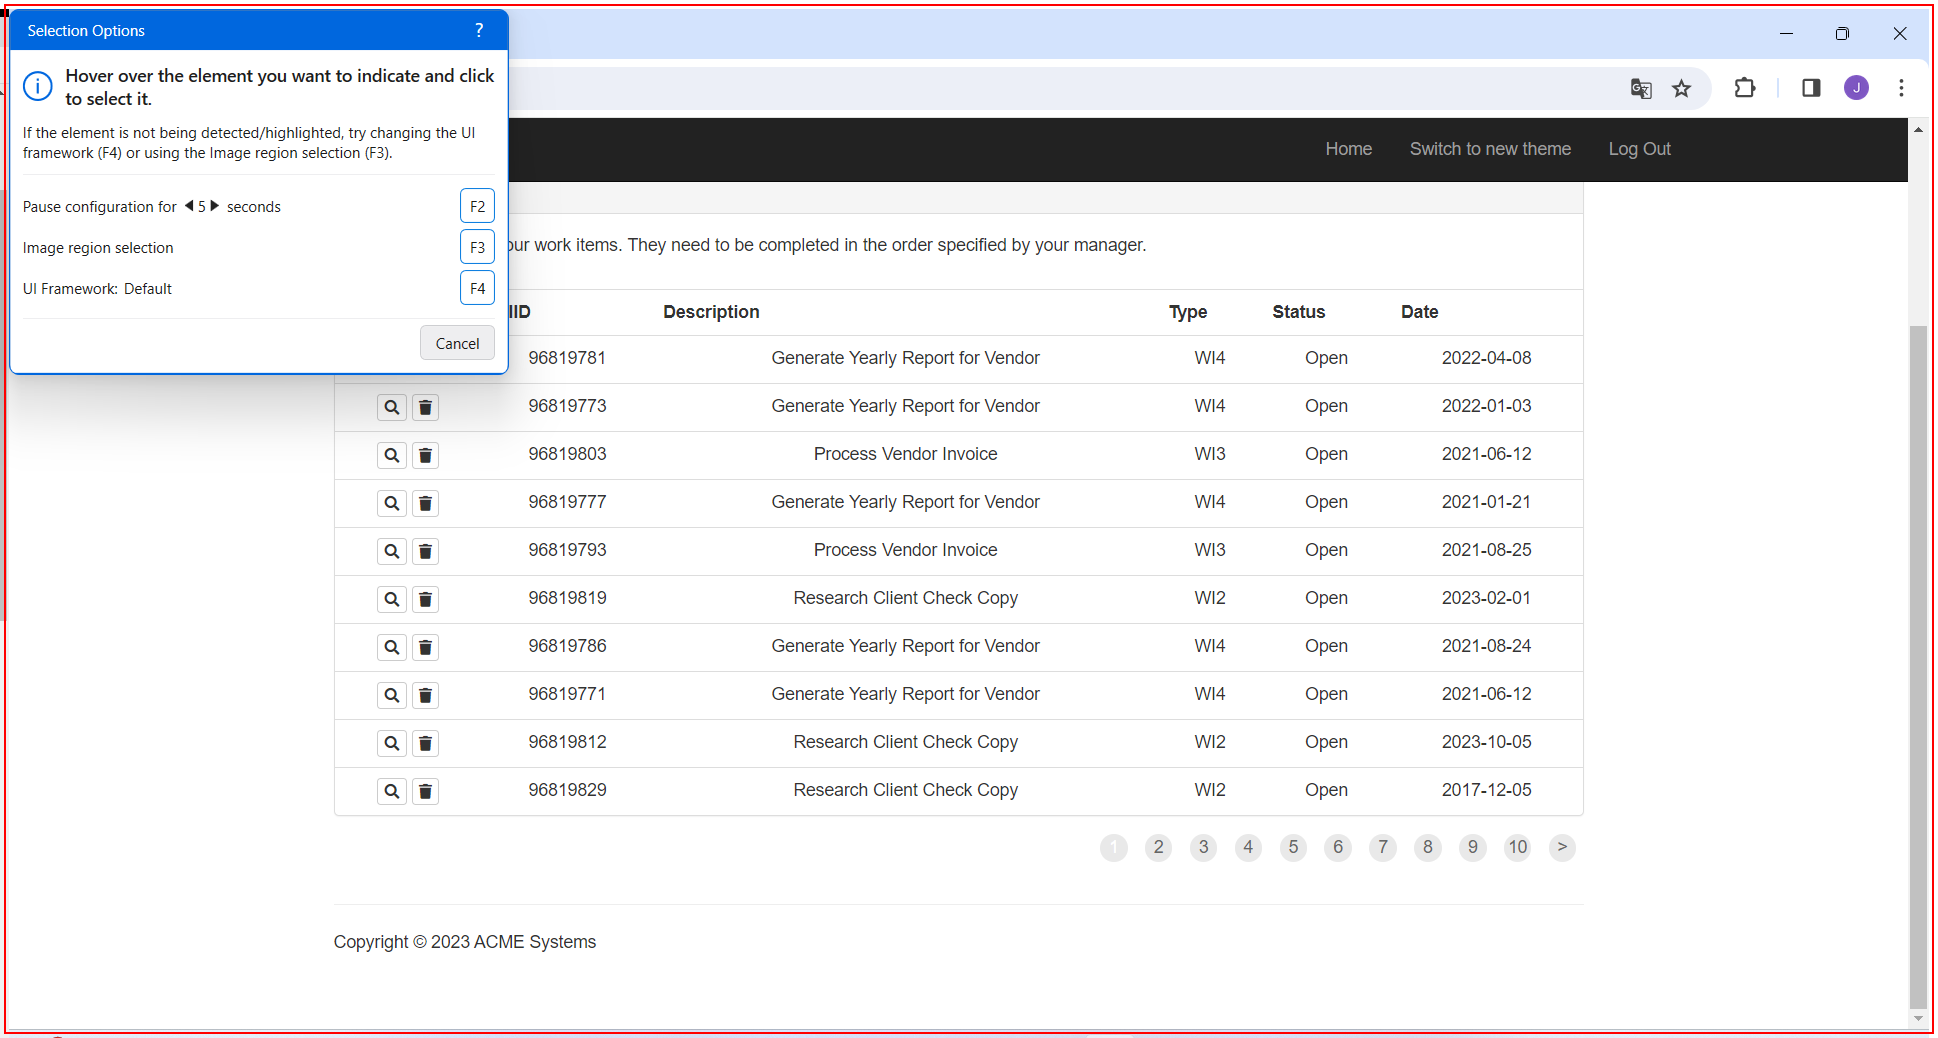 Selection Options ?
Hover over the element you want to indicate and click
to select it.
If the element is not being detected/highlighted, try changing the UI
framework (F4) or using the Image region selection (F3).
Pause configuration for 5 seconds F2
Image region selection F3
UI Framework: Default F4
Cancel
J
Home Switch to new theme Log Out
our work items. They need to be completed in the order specified by your manager.
IID Description Type Status Date
96819781 Generate Yearly Report for Vendor WI4 Open 2022-04-08
96819773 Generate Yearly Report for Vendor WI4 Open 2022-01-03
96819803 Process Vendor Invoice WI3 Open 2021-06-12
96819777 Generate Yearly Report for Vendor WI4 Open 2021-01-21
96819793 Process Vendor Invoice WI3 Open 2021-08-25
96819819 Research Client Check Copy WI2 Open 2023-02-01
96819786 Generate Yearly Report for Vendor WI4 Open 2021-08-24
96819771 Generate Yearly Report for Vendor WI4 Open 2021-06-12
96819812 Research Client Check Copy WI2 Open 2023-10-05
96819829 Research Client Check Copy WI2 Open 2017-12-05
1 2 3 4 5 6 7 8 9 10 >
Copyright © 2023 ACME Systems